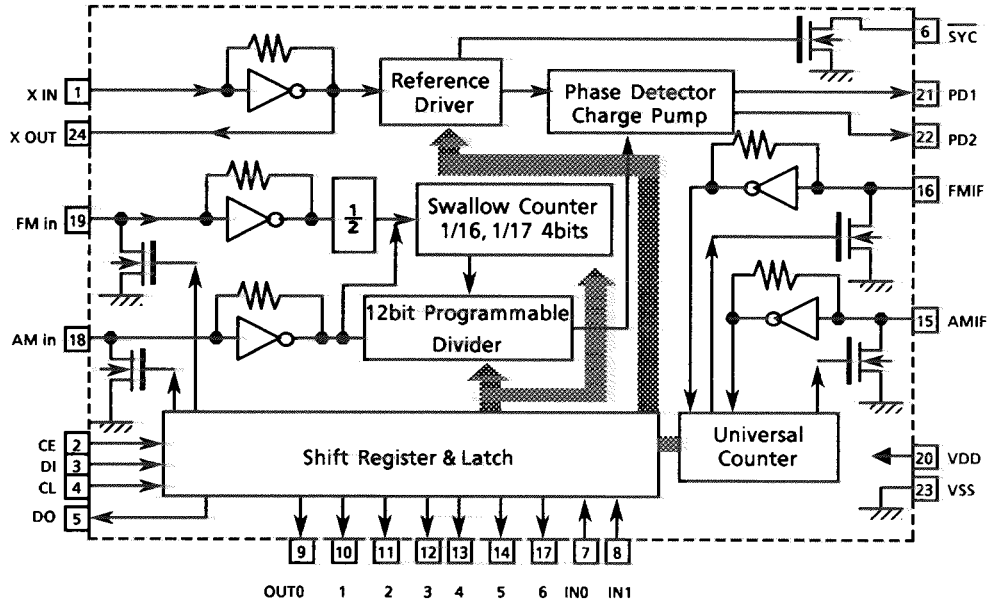 6 SYC
X IN 1
Reference
Driver
Phase Detector
Charge Pump
21 PD1
X OUT 24
22 PD2
FM in 19
1/2
Swallow Counter
1/16, 1/17 4bits
16 FMIF
AM in 18
12bit Programmable
Divider
15 AMIF
CE 2
DI 3
CL 4
DO 5
Shift Register & Latch
Universal
Counter
20 VDD
23 VSS
9 10 11 12 13 14 17 7 8
OUT0 1 2 3 4 5 6 IN0 IN1